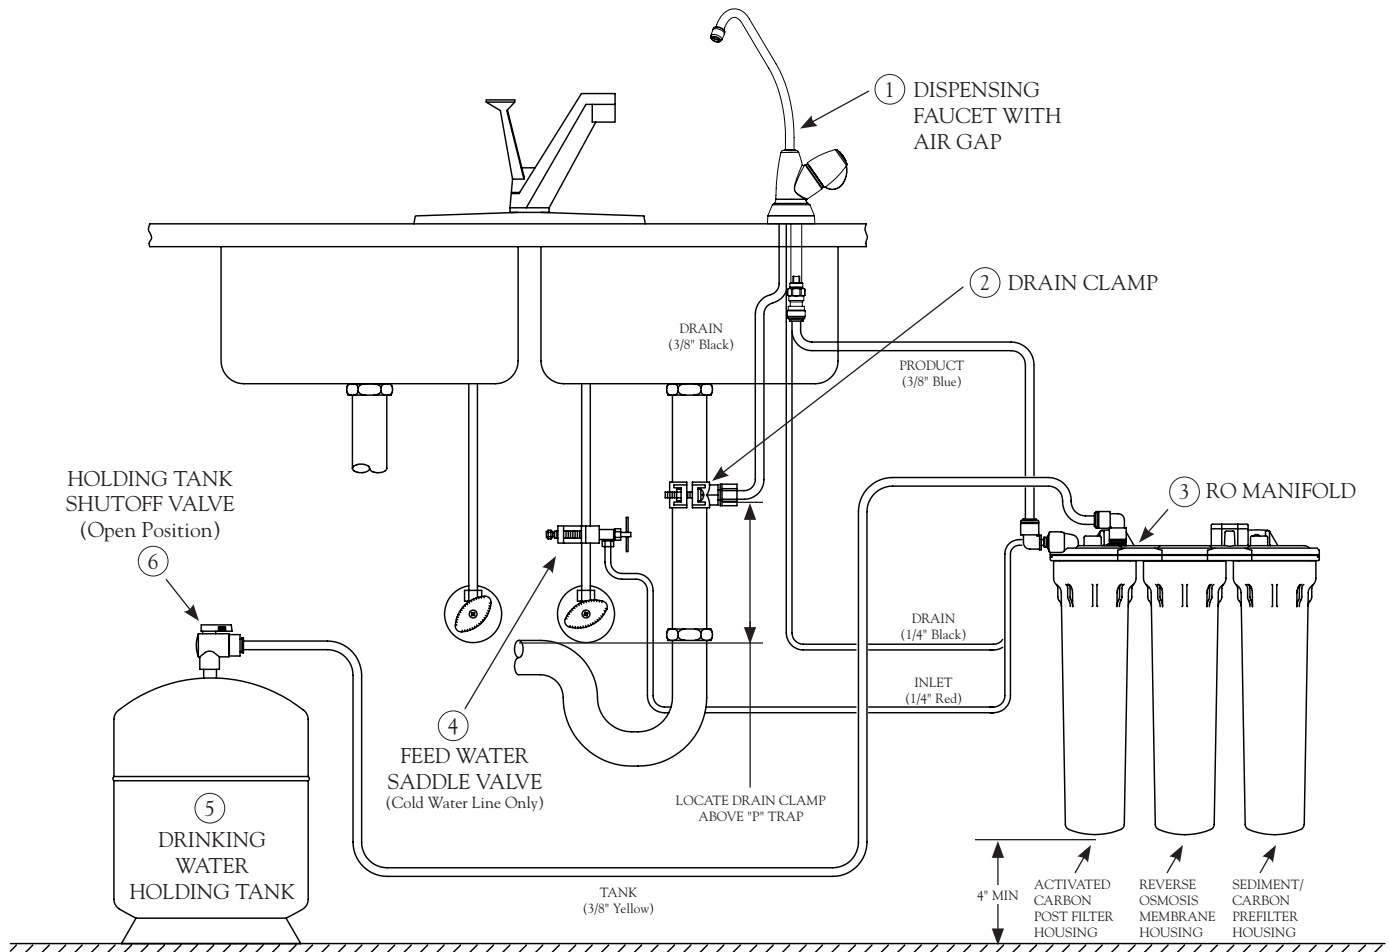 1 DISPENSING
FAUCET WITH
AIR GAP
2 DRAIN CLAMP
DRAIN
(3/8" Black)
PRODUCT
(3/8" Blue)
HOLDING TANK
SHUTOFF VALVE
(Open Position)
6
3 RO MANIFOLD
DRAIN
(1/4" Black)
INLET
(1/4" Red)
4
FEED WATER
SADDLE VALVE
(Cold Water Line Only)
LOCATE DRAIN CLAMP
ABOVE "P" TRAP
5
DRINKING
WATER
HOLDING TANK
TANK
(3/8" Yellow)
4" MIN
ACTIVATED
CARBON
POST FILTER
HOUSING
REVERSE
OSMOSIS
MEMBRANE
HOUSING
SEDIMENT/
CARBON
PREFILTER
HOUSING